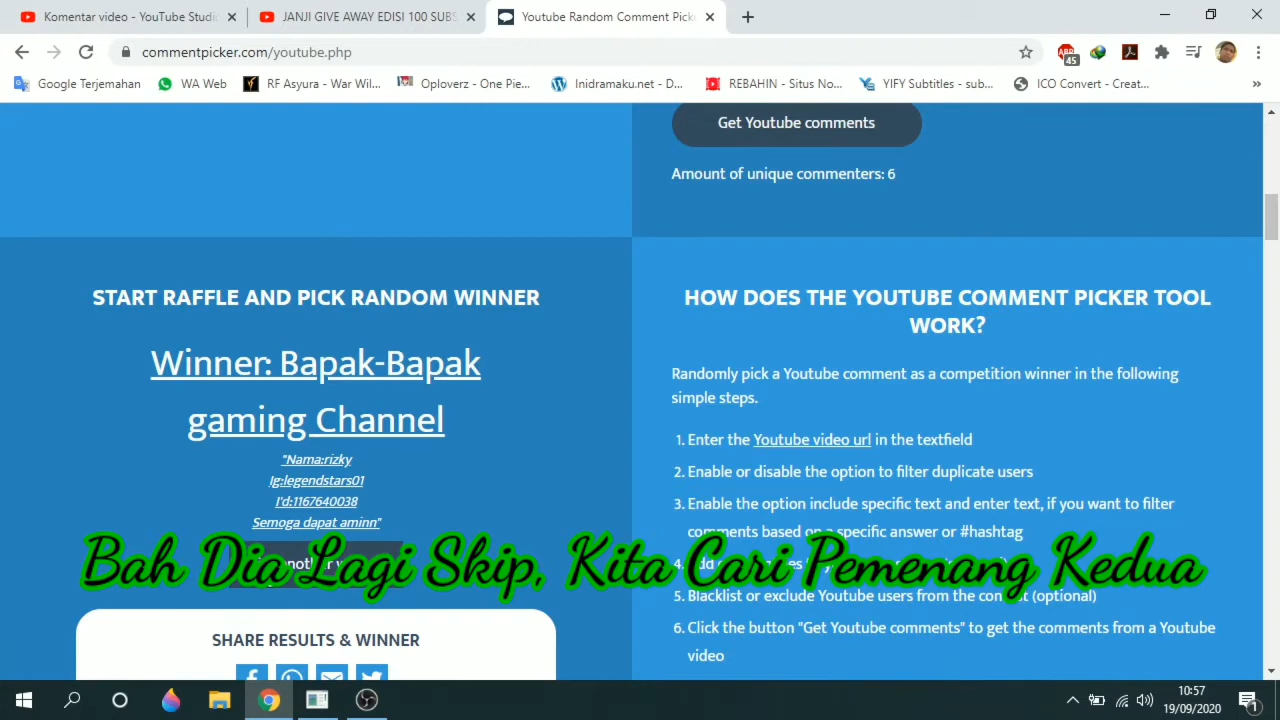 Komentar video - YouTube Studi
JANJI GIVE AWAY EDISI 100 SUBS
Youtube Random Comment Picke
commentpicker.com/youtube.php
45
Google Terjemahan
WA Web
RF Asyura - War Wil...
Oploverz - One Pie...
Inidramaku.net - D...
REBAHIN - Situs No...
YIFY Subtitles - sub...
ICO Convert - Creat...
Get Youtube comments
Amount of unique commenters: 6
START RAFFLE AND PICK RANDOM WINNER
Winner: Bapak-Bapak
gaming Channel
"Nama:rizky
Ig:legendstars01
I'd:1167640038
Semoga dapat aminn"
HOW DOES THE YOUTUBE COMMENT PICKER TOOL
WORK?
Randomly pick a Youtube comment as a competition winner in the following
simple steps.
1. Enter the Youtube video url in the textfield
2. Enable or disable the option to filter duplicate users
3. Enable the option include specific text and enter text, if you want to filter
comments based on a specific answer or #hashtag
Bah Dia Lagi Skip, Kita Cari Pemenang Kedua
5. Blacklist or exclude Youtube users from the contest (optional)
6. Click the button "Get Youtube comments" to get the comments from a Youtube
video
SHARE RESULTS & WINNER
10:57
19/09/2020
1